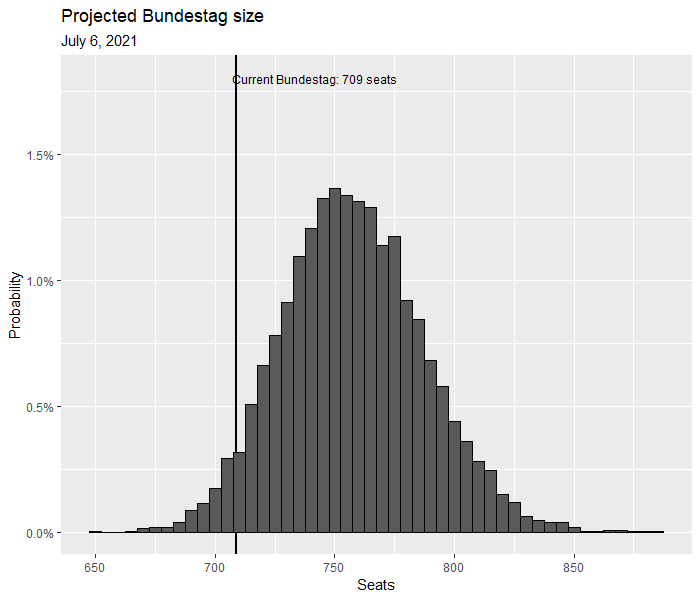 Projected Bundestag size
July 6, 2021
Current Bundestag: 709 seats
1.5%
1.0%
0.5%
0.0%
Probability
650
700
750
800
850
Seats